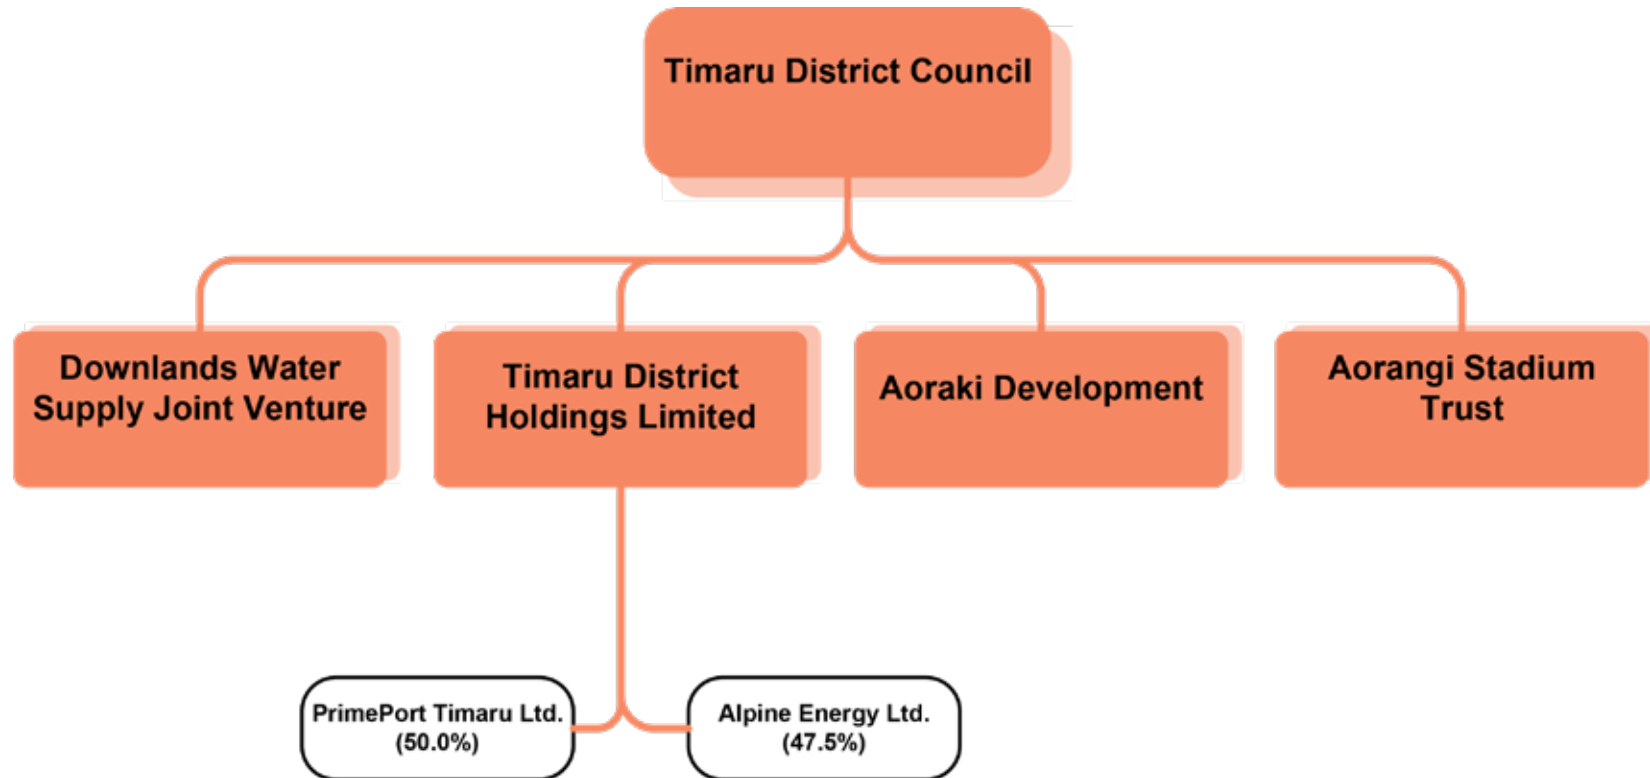 Timaru District Council
Downlands Water
Supply Joint Venture
Timaru District
Holdings Limited
Aoraki Development
Aorangi Stadium
Trust
PrimePort Timaru Ltd.
(50.0%)
Alpine Energy Ltd.
(47.5%)